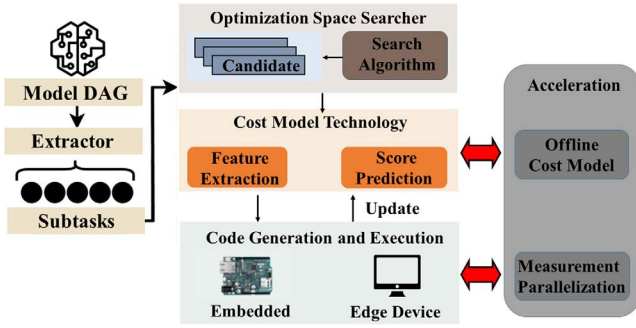 Model DAG
Extractor
Subtasks
Optimization Space Searcher
Candidate
Search
Algorithm
Cost Model Technology
Feature
Extraction
Score
Prediction
Update
Code Generation and Execution
Embedded
Edge Device
Acceleration
Offline
Cost Model
Measurement
Parallelization